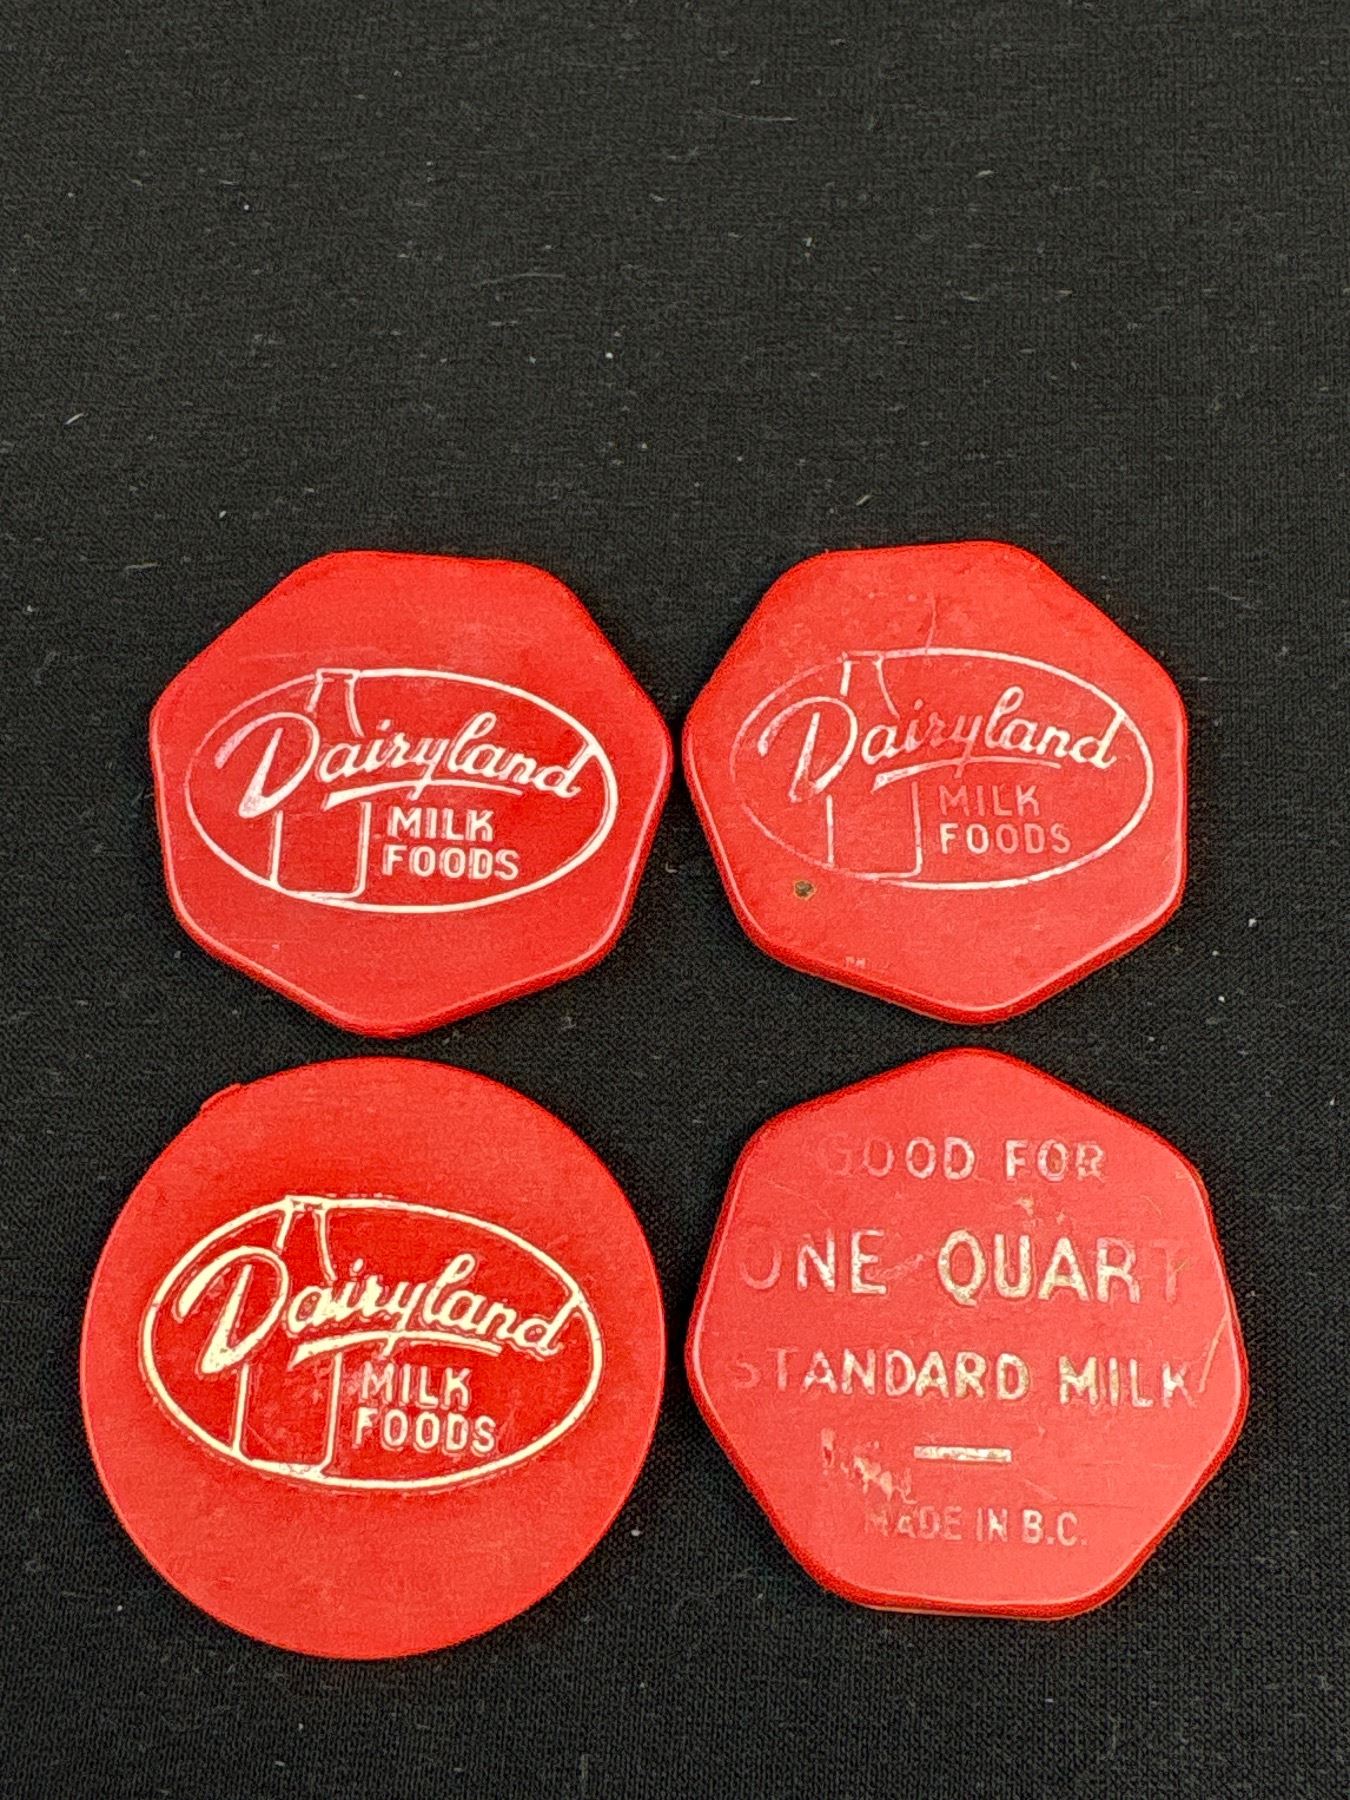 Dairyland
MILK
FOODS
Dairyland
MILK
FOODS
Dairyland
MILK
FOODS
GOOD FOR
ONE QUART
STANDARD MILK
MADE IN B.C.